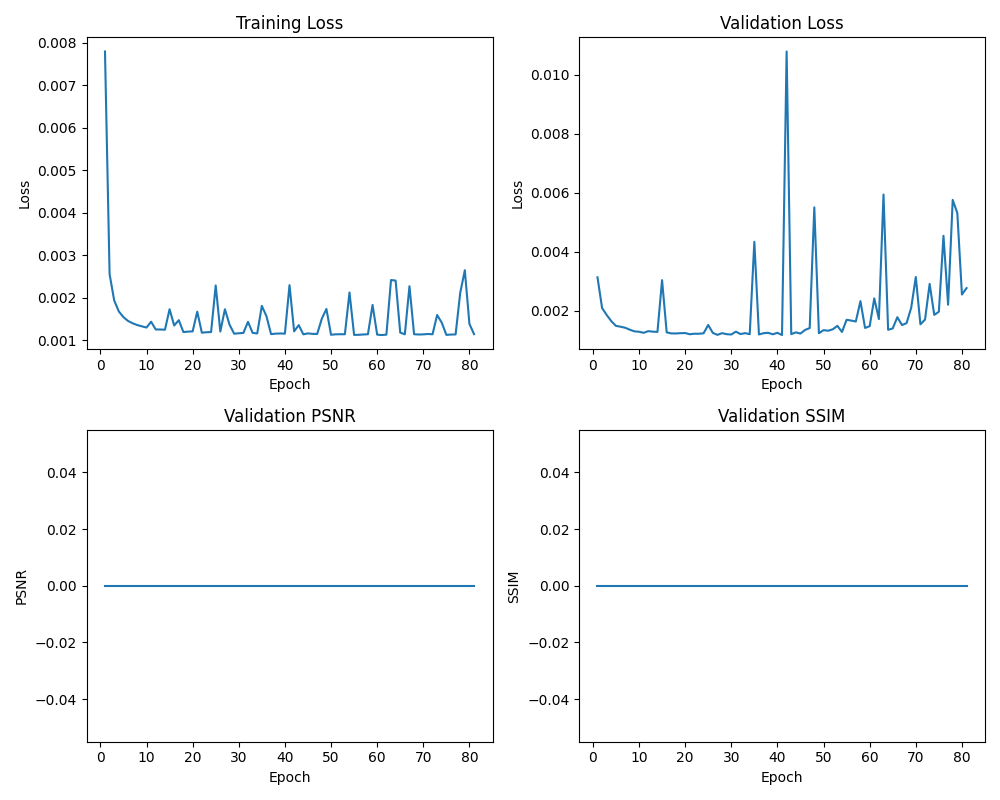 Training Loss
Validation Loss
0.008
0.007
0.006
0.005
0.004
0.003
0.002
0.001
Loss
0 10 20 30 40 50 60 70 80
Epoch
0.010
0.008
0.006
0.004
0.002
Loss
0 10 20 30 40 50 60 70 80
Epoch
Validation PSNR
Validation SSIM
0.04
0.02
0.00
−0.02
−0.04
PSNR
0 10 20 30 40 50 60 70 80
Epoch
0.04
0.02
0.00
−0.02
−0.04
SSIM
0 10 20 30 40 50 60 70 80
Epoch